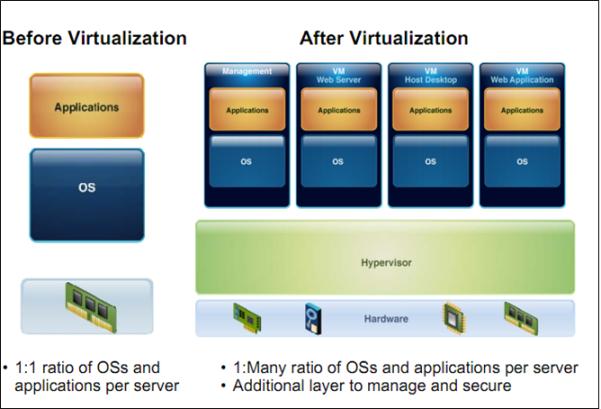 Before Virtualization
Applications
OS
• 1:1 ratio of OSs and
applications per server
After Virtualization
Management
Applications
OS
VM
Web Server
Applications
OS
VM
Host Desktop
Applications
OS
VM
Web Application
Applications
OS
Hypervisor
Hardware
• 1:Many ratio of OSs and applications per server
• Additional layer to manage and secure